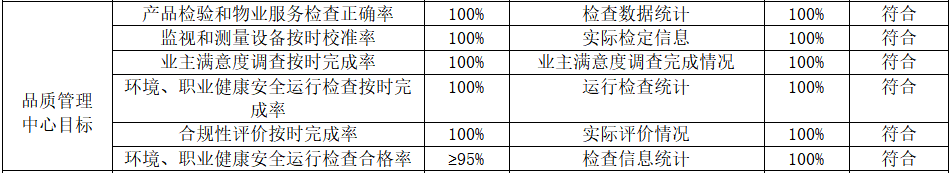 产品检验和物业服务检查正确率 100% 检查数据统计 100% 符合
监视和测量设备按时校准率 100% 实际检定信息 100% 符合
业主满意度调查按时完成率 100% 业主满意度调查完成情况 100% 符合
品质管理
中心目标
环境、职业健康安全运行检查按时完 100% 运行检查统计 100% 符合
成率
合规性评价按时完成率 100% 实际评价情况 100% 符合
环境、职业健康安全运行检查合格率 ≥95% 检查信息统计 100% 符合